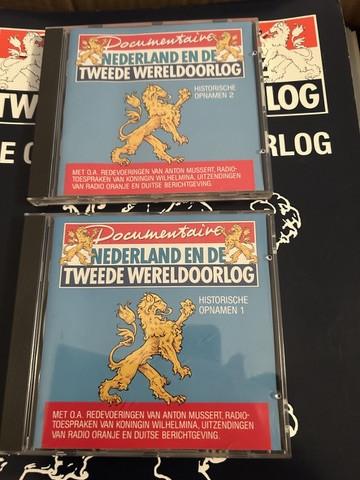 TWEEDE WERELDOORLOG
Documentaire
NEDERLAND EN DE
TWEEDE WERELDOORLOG
HISTORISCHE
OPNAMEN 2
MET O.A. REDEVOERINGEN VAN ANTON MUSSERT, RADIO-
TOESPRAKEN VAN KONINGIN WILHELMINA, UITZENDINGEN
VAN RADIO ORANJE EN DUITSE BERICHTGEVING.
Documentaire
NEDERLAND EN DE
TWEEDE WERELDOORLOG
HISTORISCHE
OPNAMEN 1
MET O.A. REDEVOERINGEN VAN ANTON MUSSERT, RADIO-
TOESPRAKEN VAN KONINGIN WILHELMINA, UITZENDINGEN
VAN RADIO ORANJE EN DUITSE BERICHTGEVING.